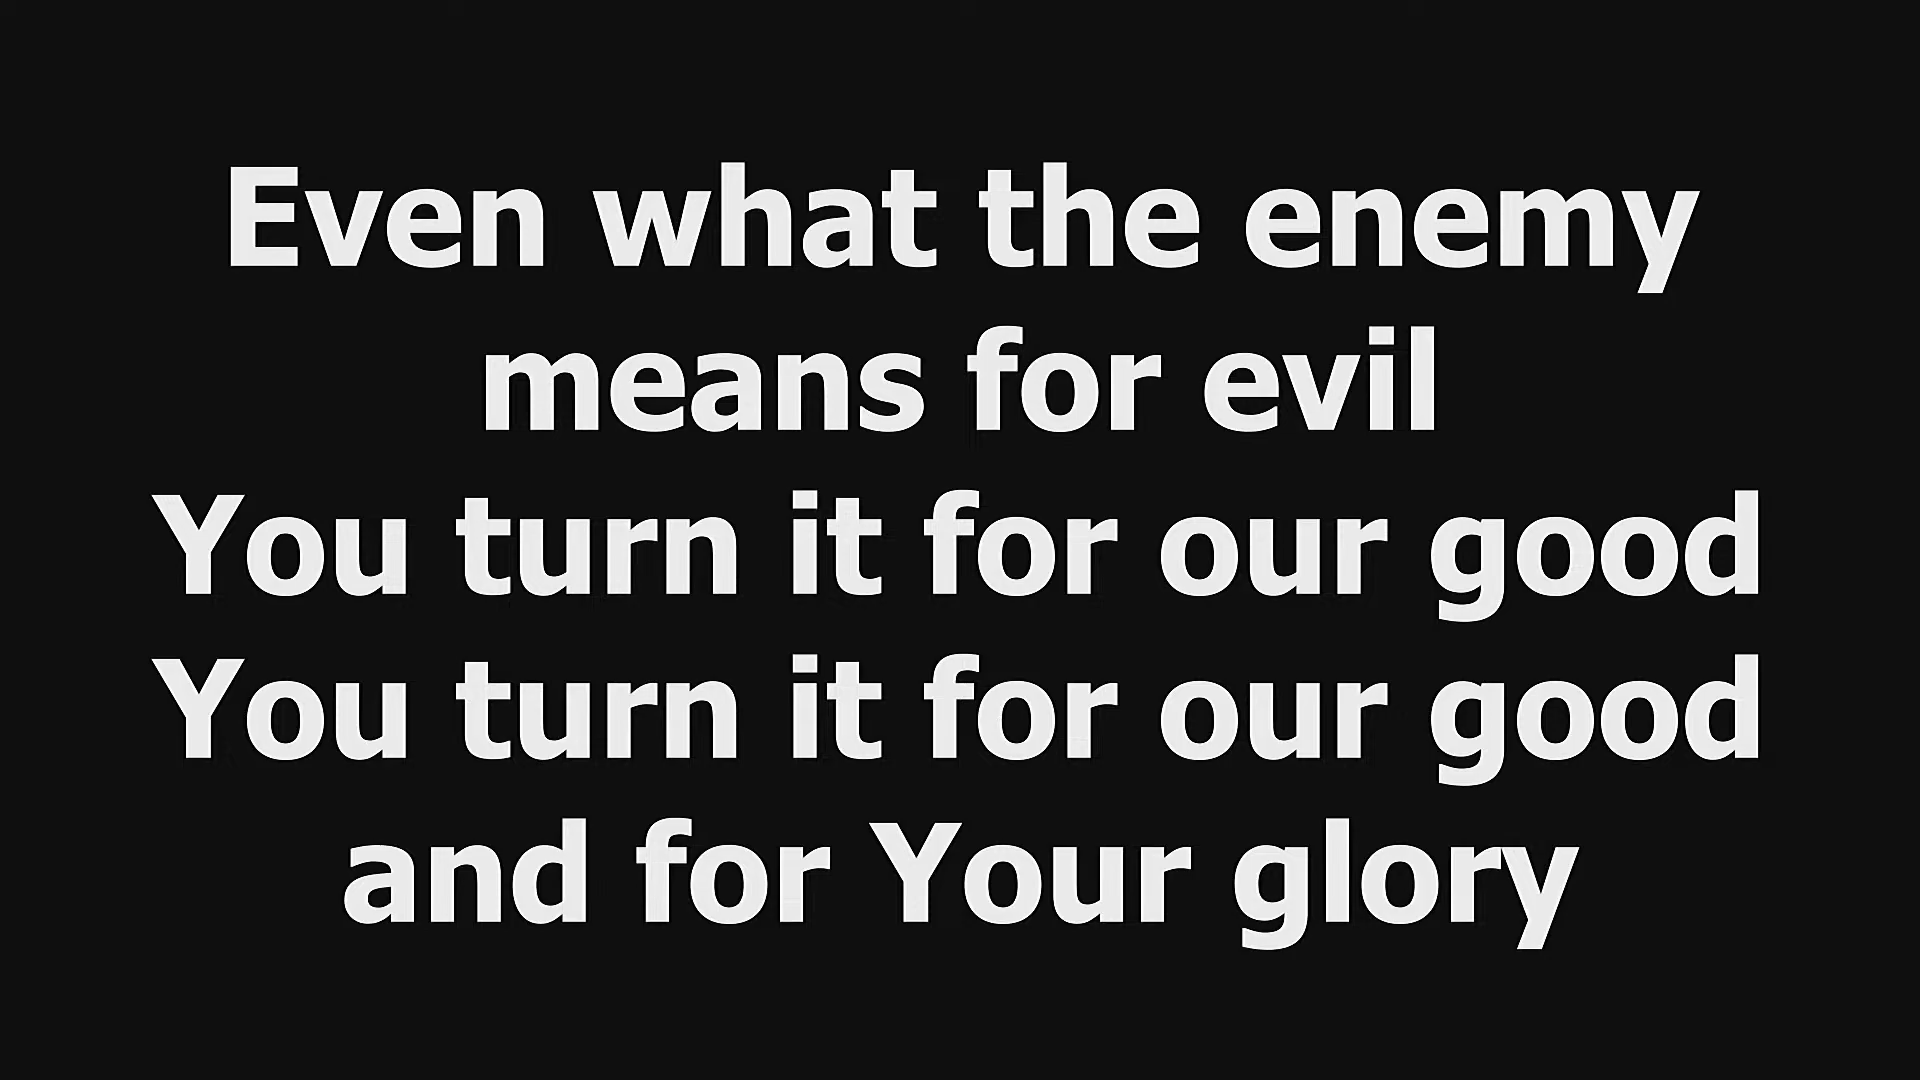 Even what the enemy
means for evil
You turn it for our good
You turn it for our good
and for Your glory